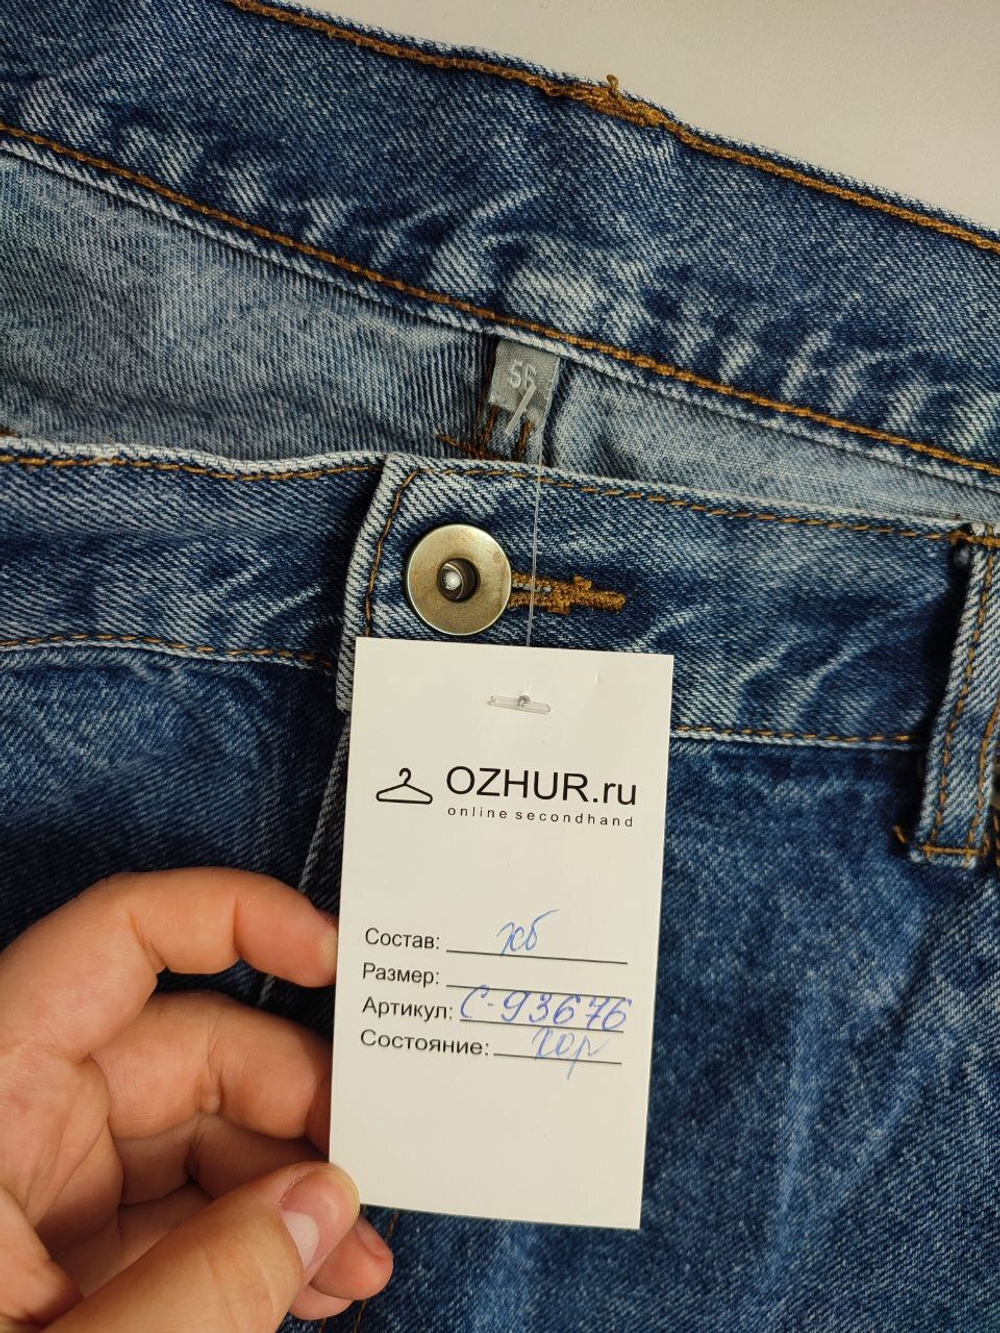 56
OZHUR.ru
online secondhand
Состав: хб
Размер:
Артикул: С-93676
Состояние: хор